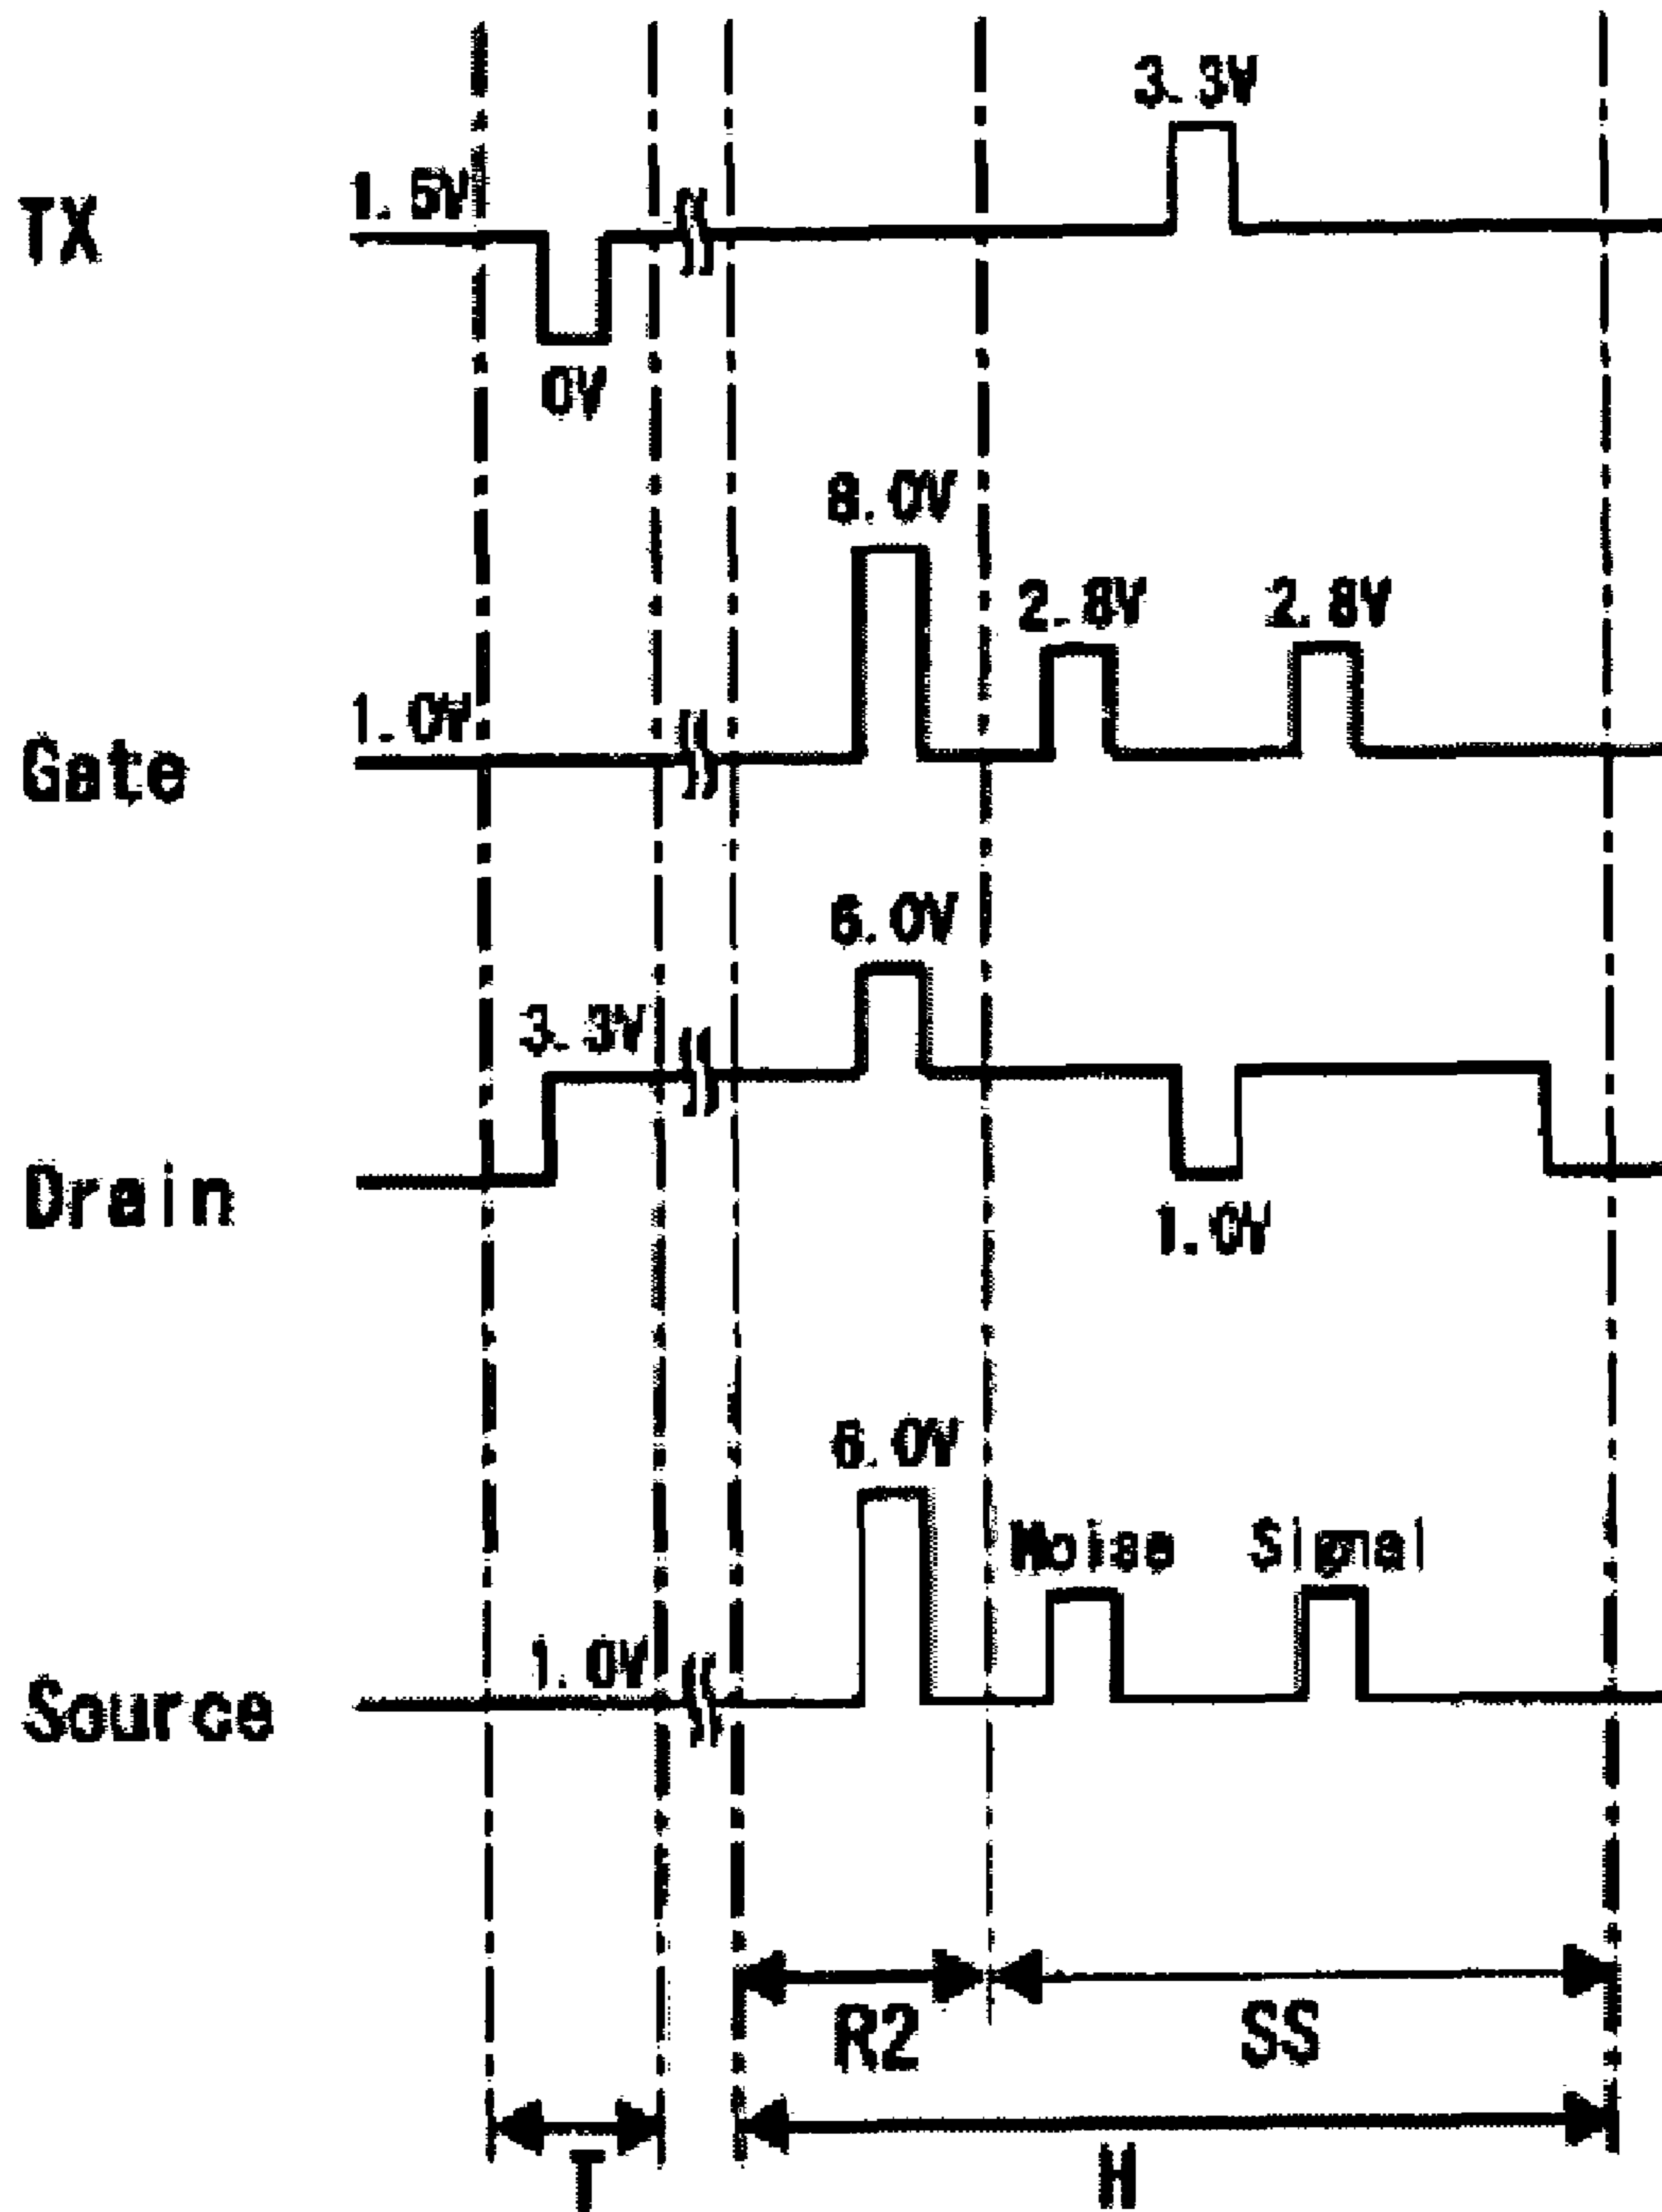 3.3V
1.5V
TX
0V
8.0V
2.8V 2.8V
1.0V
Gate
6.0V
3.3V
Drain
1.0V
6.0V
Noise Signal
1.0V
Source
R2 SS
T H